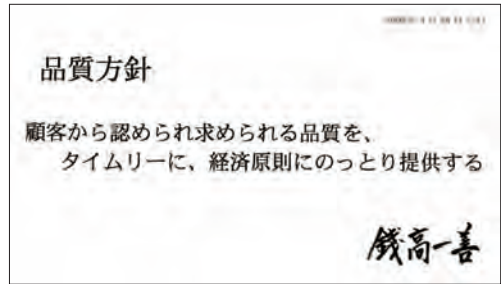 品質方針
顧客から認められ求められる品質を、
タイムリーに、経済原則にのっとり提供する
錢高一善